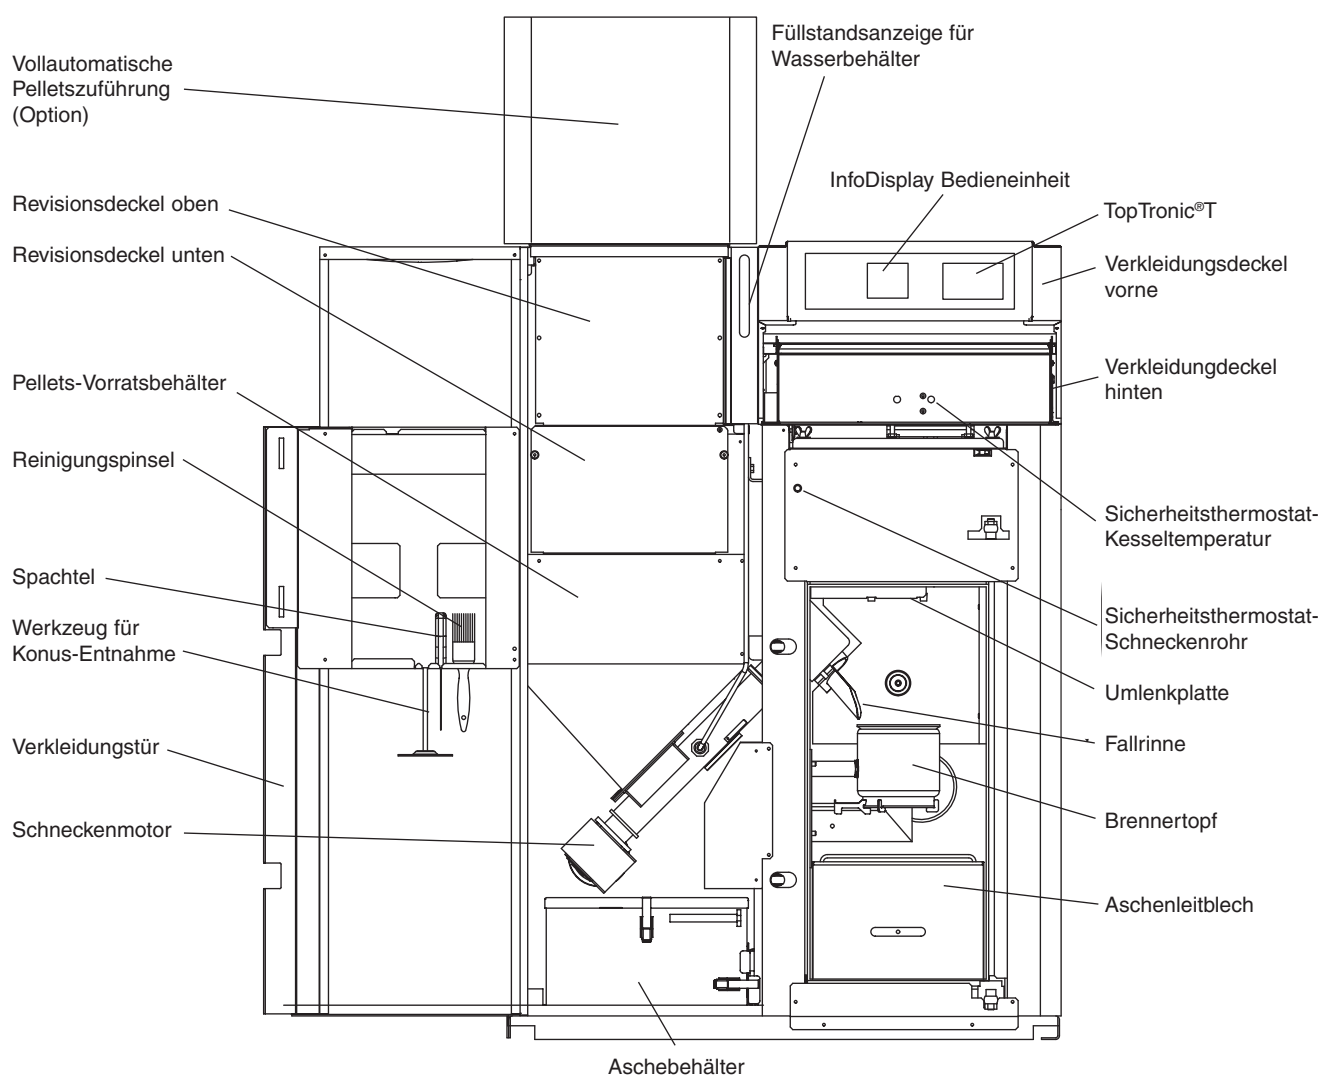 Vollautomatische
Pelletszuführung
(Option)
Revisionsdeckel oben
Revisionsdeckel unten
Pellets-Vorratsbehälter
Reinigungspinsel
Spachtel
Werkzeug für
Konus-Entnahme
Verkleidungstür
Schneckenmotor
Füllstandsanzeige für
Wasserbehälter
InfoDisplay Bedieneinheit
TopTronic®T
Verkleidungsdeckel
vorne
Verkleidungdeckel
hinten
Sicherheitsthermostat-
Kesseltemperatur
Sicherheitsthermostat-
Schneckenrohr
Umlenkplatte
Fallrinne
Brennertopf
Aschenleitblech
Aschebehälter